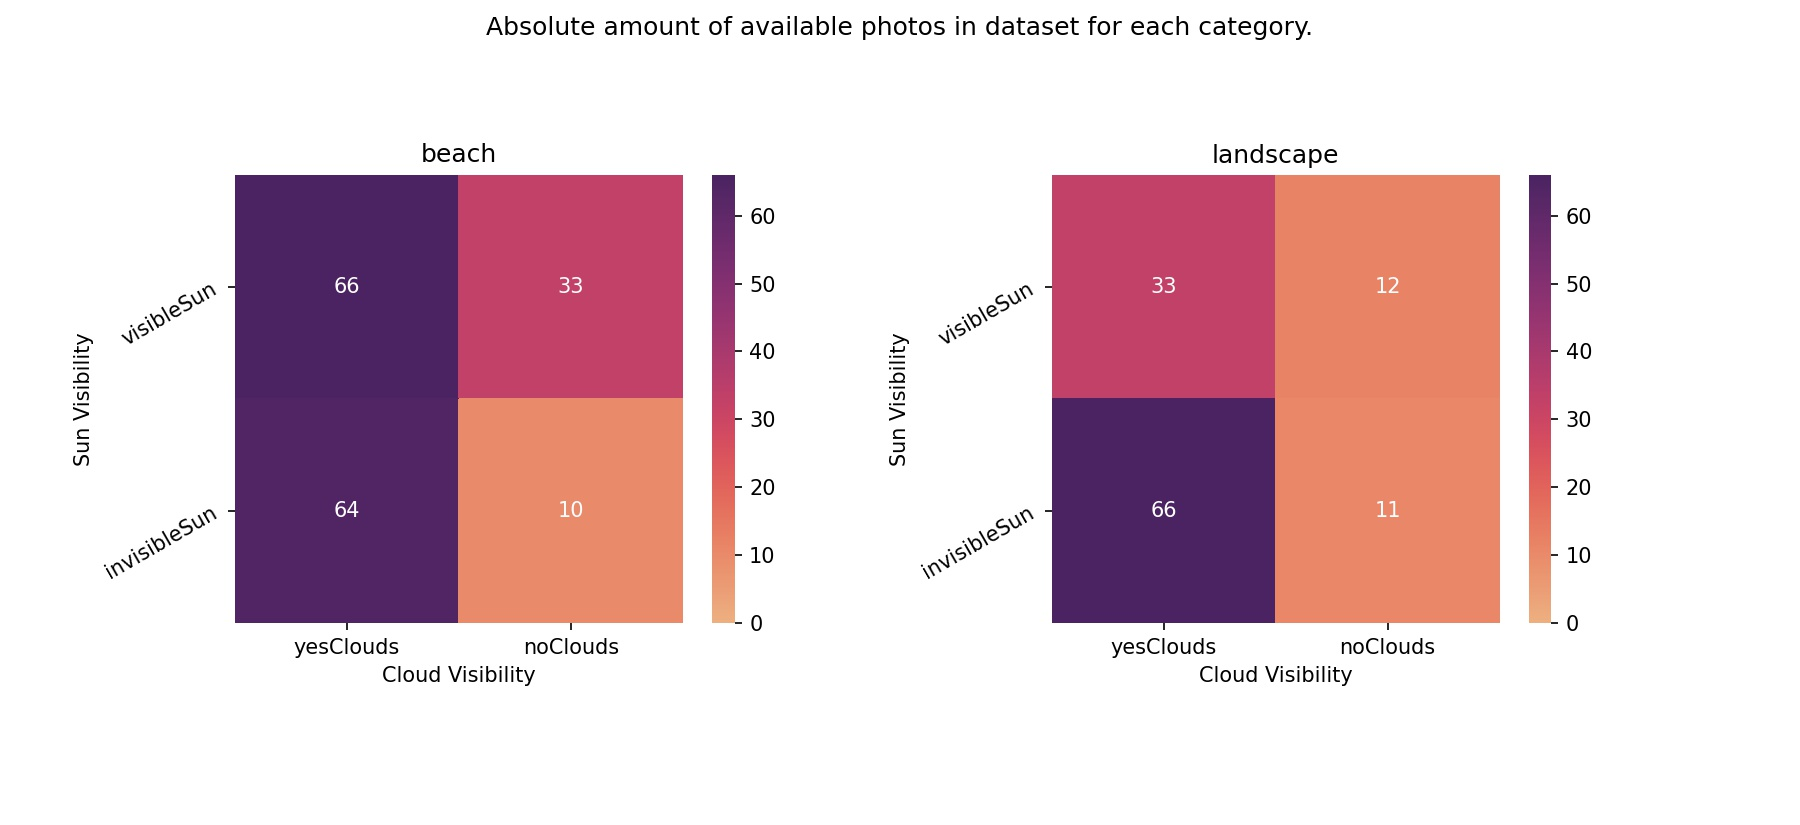 Absolute amount of available photos in dataset for each category.
beach
Sun Visibility
visibleSun
invisibleSun
66
33
64
10
yesClouds
noClouds
Cloud Visibility
60
50
40
30
20
10
0
landscape
Sun Visibility
visibleSun
invisibleSun
33
12
66
11
yesClouds
noClouds
Cloud Visibility
60
50
40
30
20
10
0